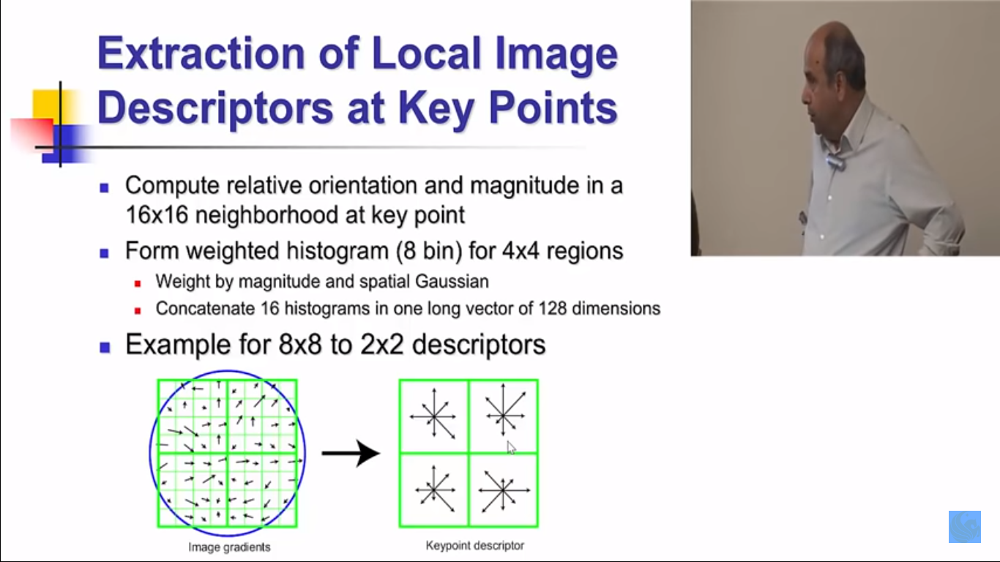 Extraction of Local Image
Descriptors at Key Points
Compute relative orientation and magnitude in a
16x16 neighborhood at key point
Form weighted histogram (8 bin) for 4x4 regions
Weight by magnitude and spatial Gaussian
Concatenate 16 histograms in one long vector of 128 dimensions
Example for 8x8 to 2x2 descriptors
Image gradients
Keypoint descriptor